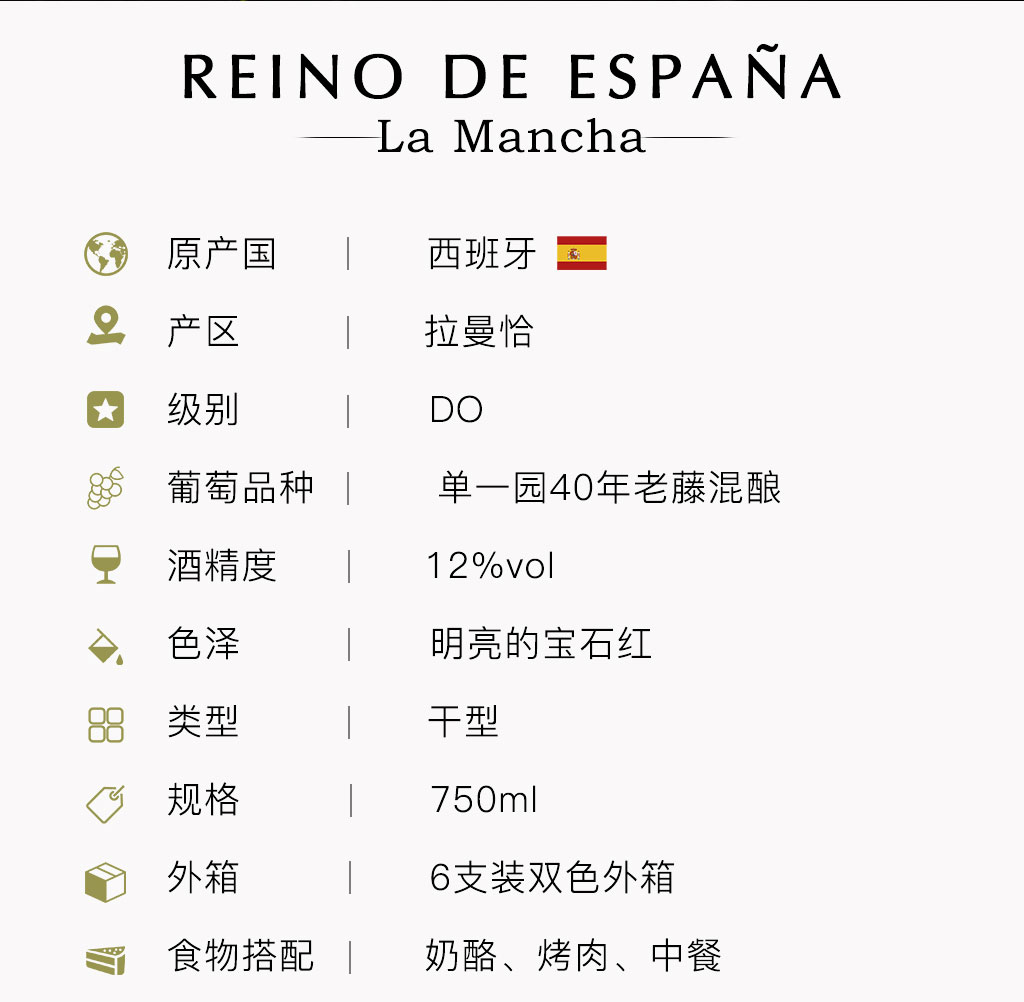 REINO DE ESPAÑA
La Mancha
原产国 | 西班牙
产区 | 拉曼恰
级别 | DO
葡萄品种 | 单一园40年老藤混酿
酒精度 | 12%vol
色泽 | 明亮的宝石红
类型 | 干型
规格 | 750ml
外箱 | 6支装双色外箱
食物搭配 | 奶酪、烤肉、中餐